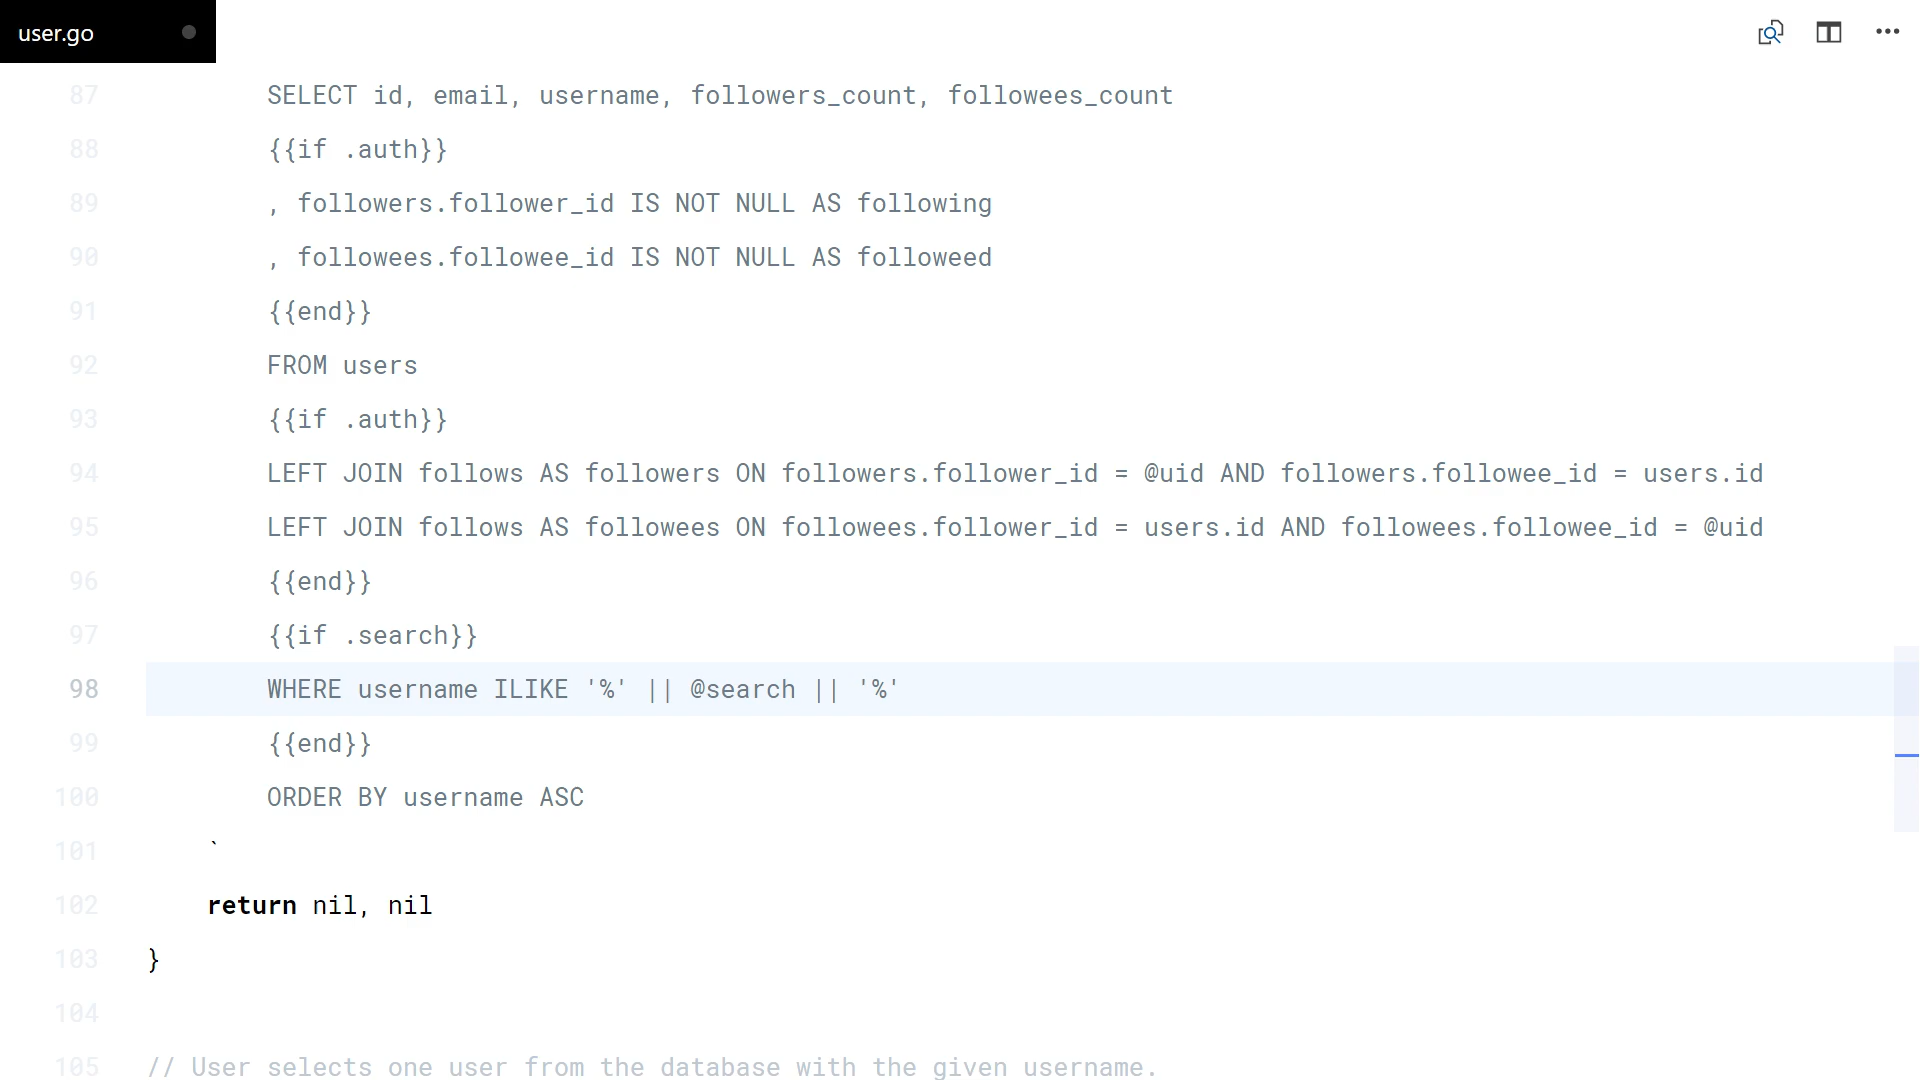 user.go
87 SELECT id, email, username, followers_count, followees_count
88 {{if .auth}}
89 , followers.follower_id IS NOT NULL AS following
90 , followees.followee_id IS NOT NULL AS followeed
91 {{end}}
92 FROM users
93 {{if .auth}}
94 LEFT JOIN follows AS followers ON followers.follower_id = @uid AND followers.followee_id = users.id
95 LEFT JOIN follows AS followees ON followees.follower_id = users.id AND followees.followee_id = @uid
96 {{end}}
97 {{if .search}}
98 WHERE username ILIKE '%' || @search || '%'
99 {{end}}
100 ORDER BY username ASC
101 `
102 return nil, nil
103 }
104
105 // User selects one user from the database with the given username.